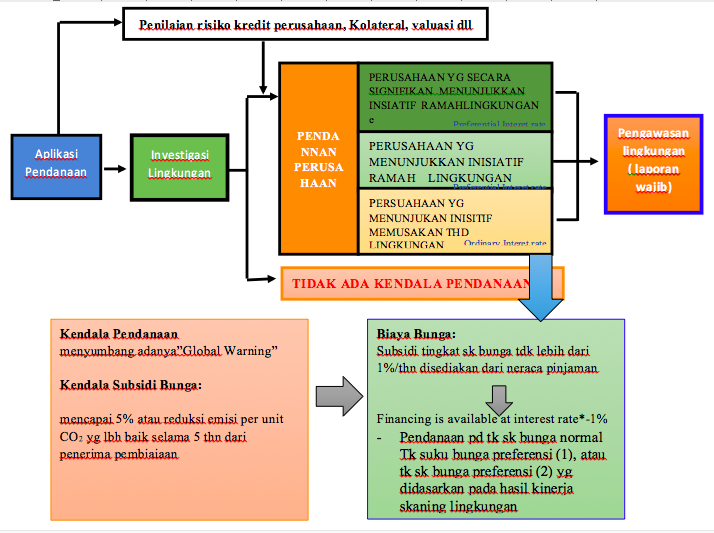 Penilaian risiko kredit perusahaan, Kolateral, valuasi dll
Aplikasi
Pendanaan
Investigasi
Lingkungan
PENDA
NNAN
PERUSA
HAAN
PERUSAHAAN YG SECARA
SIGNIFIKAN MENUNJUKKAN
INSIATIF RAMAHLINGKUNGAN
e
Preferential Interet rate
PERUSAHAAN YG
MENUNJUKKAN INISIATIF
RAMAH LINGKUNGAN
Preferential Interet rate
PERSUAHAAN YG
MENUNJUKAN INISITIF
MEMUSAKAN THD
LINGKUNGAN
Ordinary Interet rate
Pengawasan
lingkungan
( laporan
wajib)
TIDAK ADA KENDALA PENDANAAN
Kendala Pendanaan
menyumbang adanya"Global Warning"
Kendala Subsidi Bunga:
mencapai 5% atau reduksi emisi per unit
CO2 yg lbh baik selama 5 thn dari
penerima pembiaiaan
Biaya Bunga:
Subsidi tingkat sk bunga tdk lebih dari
1%/thn disediakan dari neraca pinjaman
Financing is available at interest rate*-1%
- Pendanaan pd tk sk bunga normal
Tk suku bunga preferensi (1), atau
tk sk bunga preferensi (2) yg
didasarkan pada hasil kinerja
skaning lingkungan